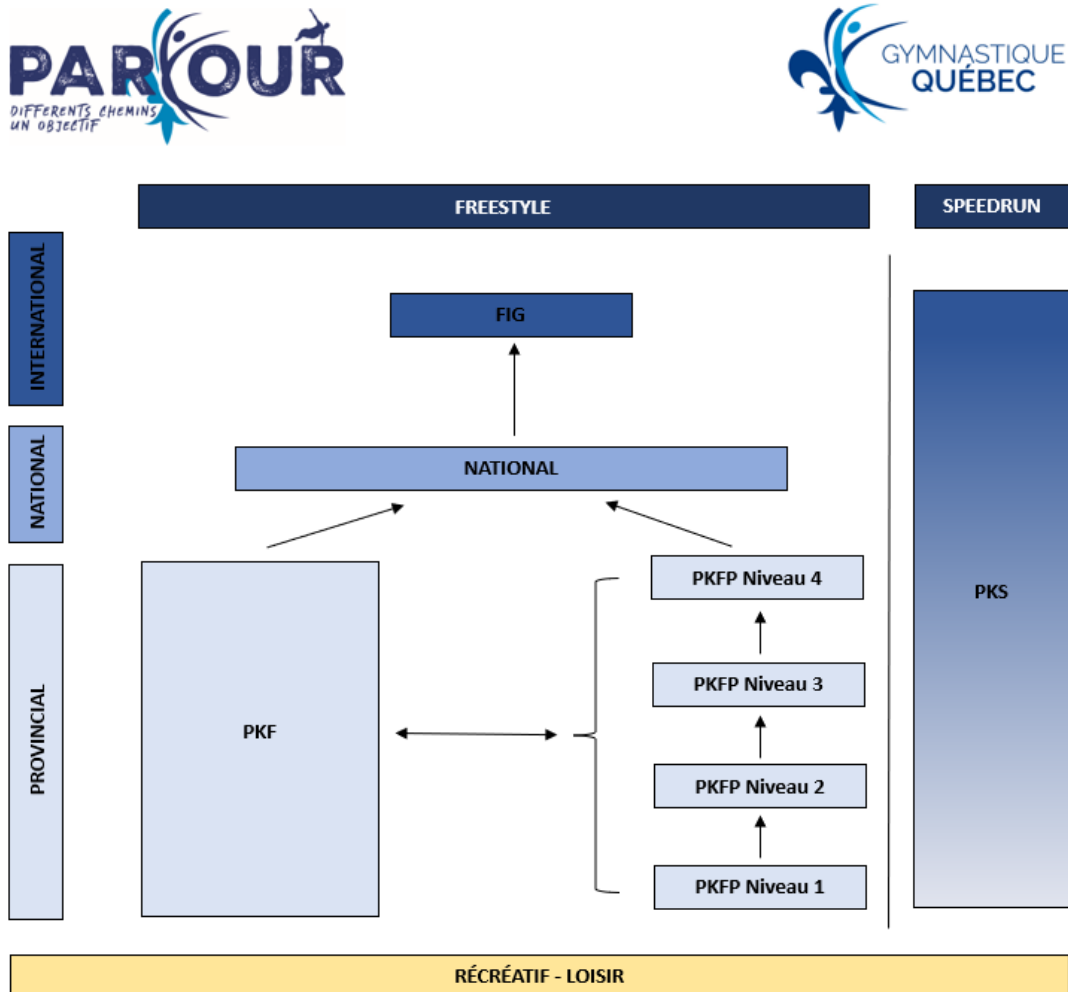 PARKOUR
DIFFERENTS CHEMINS
UN OBJECTIF
GYMNASTIQUE
QUÉBEC
FREESTYLE
SPEEDRUN
INTERNATIONAL
FIG
NATIONAL
NATIONAL
PROVINCIAL
PKF
PKFP Niveau 4
PKFP Niveau 3
PKFP Niveau 2
PKFP Niveau 1
PKS
RÉCRÉATIF - LOISIR